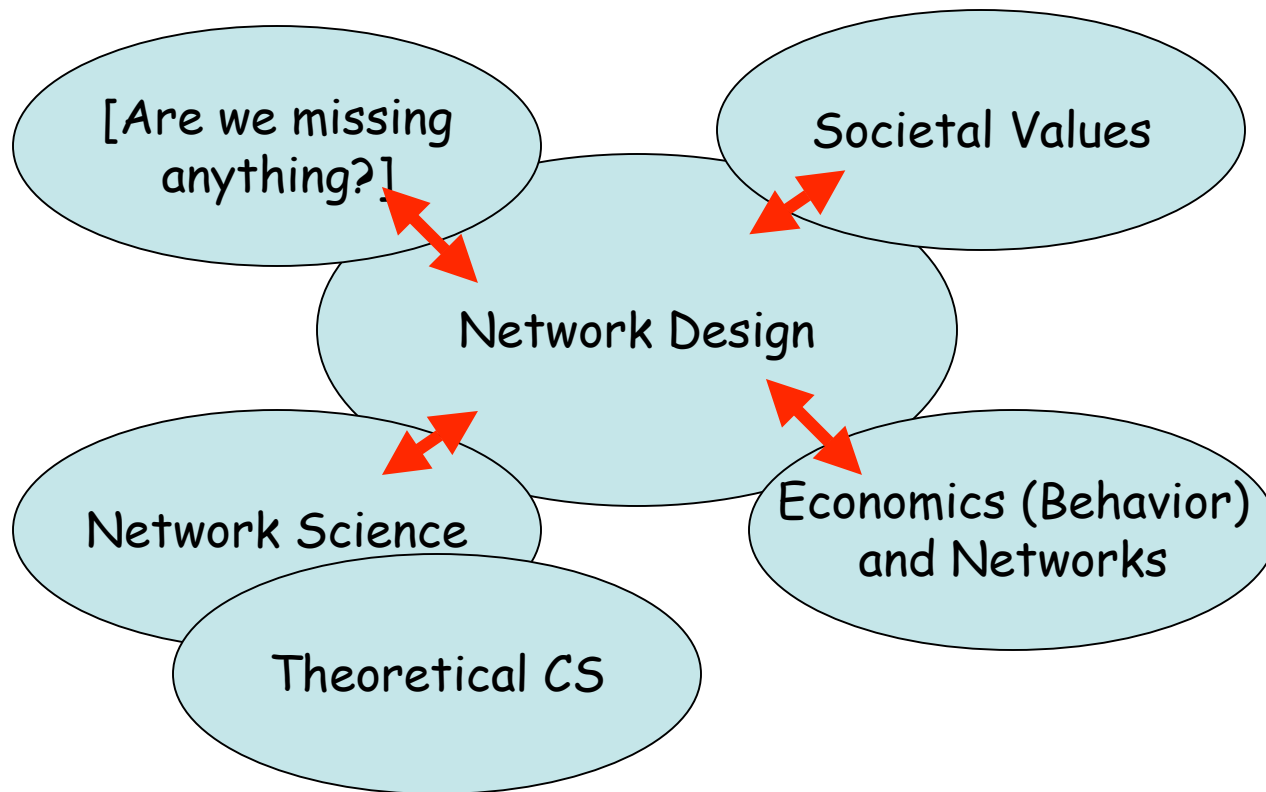 [Are we missing
anything?]
Societal Values
Network Design
Network Science
Economics (Behavior)
and Networks
Theoretical CS